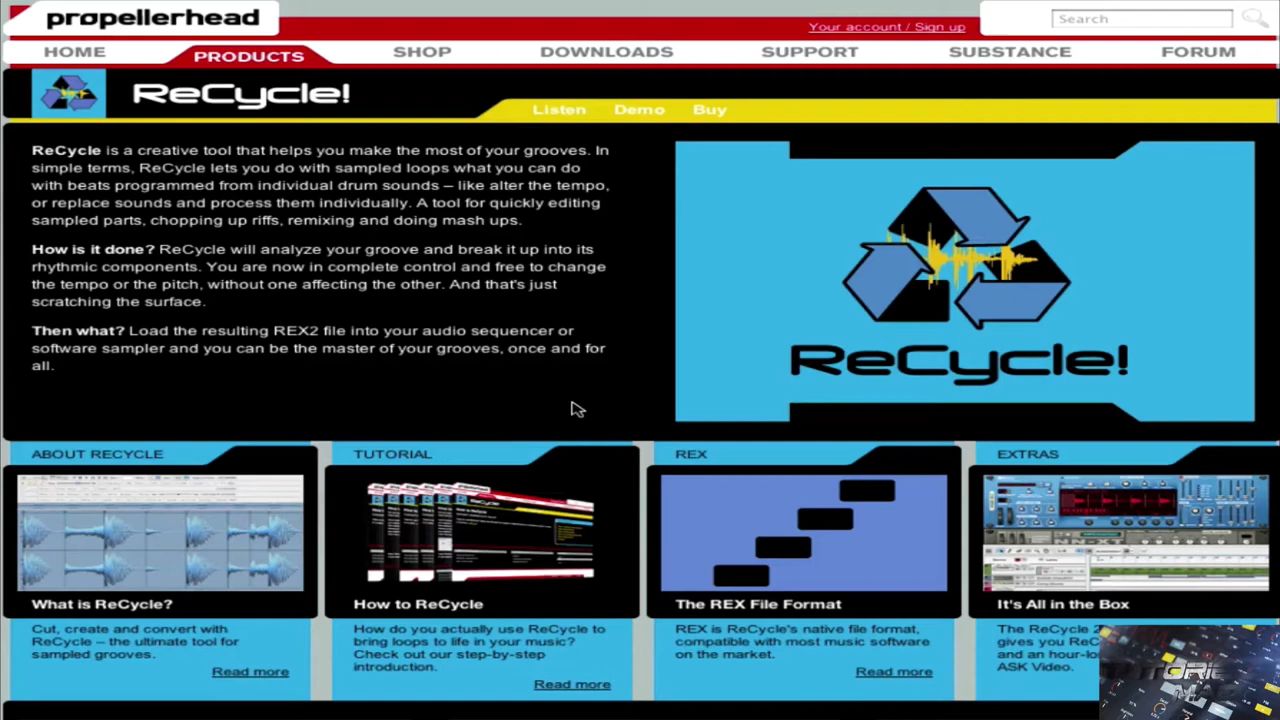 propellerhead
Your account / Sign up
Search
HOME
PRODUCTS
SHOP
DOWNLOADS
SUPPORT
SUBSTANCE
FORUM
ReCycle!
Listen
Demo
Buy
ReCycle is a creative tool that helps you make the most of your grooves. In
simple terms, ReCycle lets you do with sampled loops what you can do
with beats programmed from individual drum sounds – like alter the tempo,
or replace sounds and process them individually. A tool for quickly editing
sampled parts, chopping up riffs, remixing and doing mash ups.
How is it done? ReCycle will analyze your groove and break it up into its
rhythmic components. You are now in complete control and free to change
the tempo or the pitch, without one affecting the other. And that's just
scratching the surface.
Then what? Load the resulting REX2 file into your audio sequencer or
software sampler and you can be the master of your grooves, once and for
all.
ReCycle!
ABOUT RECYCLE
What is ReCycle?
Cut, create and convert with
ReCycle – the ultimate tool for
sampled grooves.
Read more
TUTORIAL
How to ReCycle
How do you actually use ReCycle to
bring loops to life in your music?
Check out our step-by-step
introduction.
Read more
REX
The REX File Format
REX is ReCycle's native file format,
compatible with most music software
on the market.
Read more
EXTRAS
It's All in the Box
The ReCycle 2
gives you ReC
and an hour-lo
ASK Video.